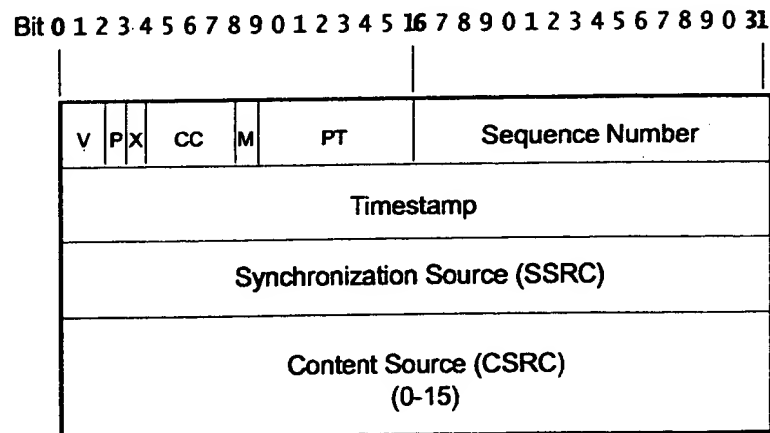 Bit 0 1 2 3 4 5 6 7 8 9 0 1 2 3 4 5 16 7 8 9 0 1 2 3 4 5 6 7 8 9 0 31
V P X CC M PT Sequence Number
Timestamp
Synchronization Source (SSRC)
Content Source (CSRC)
(0-15)